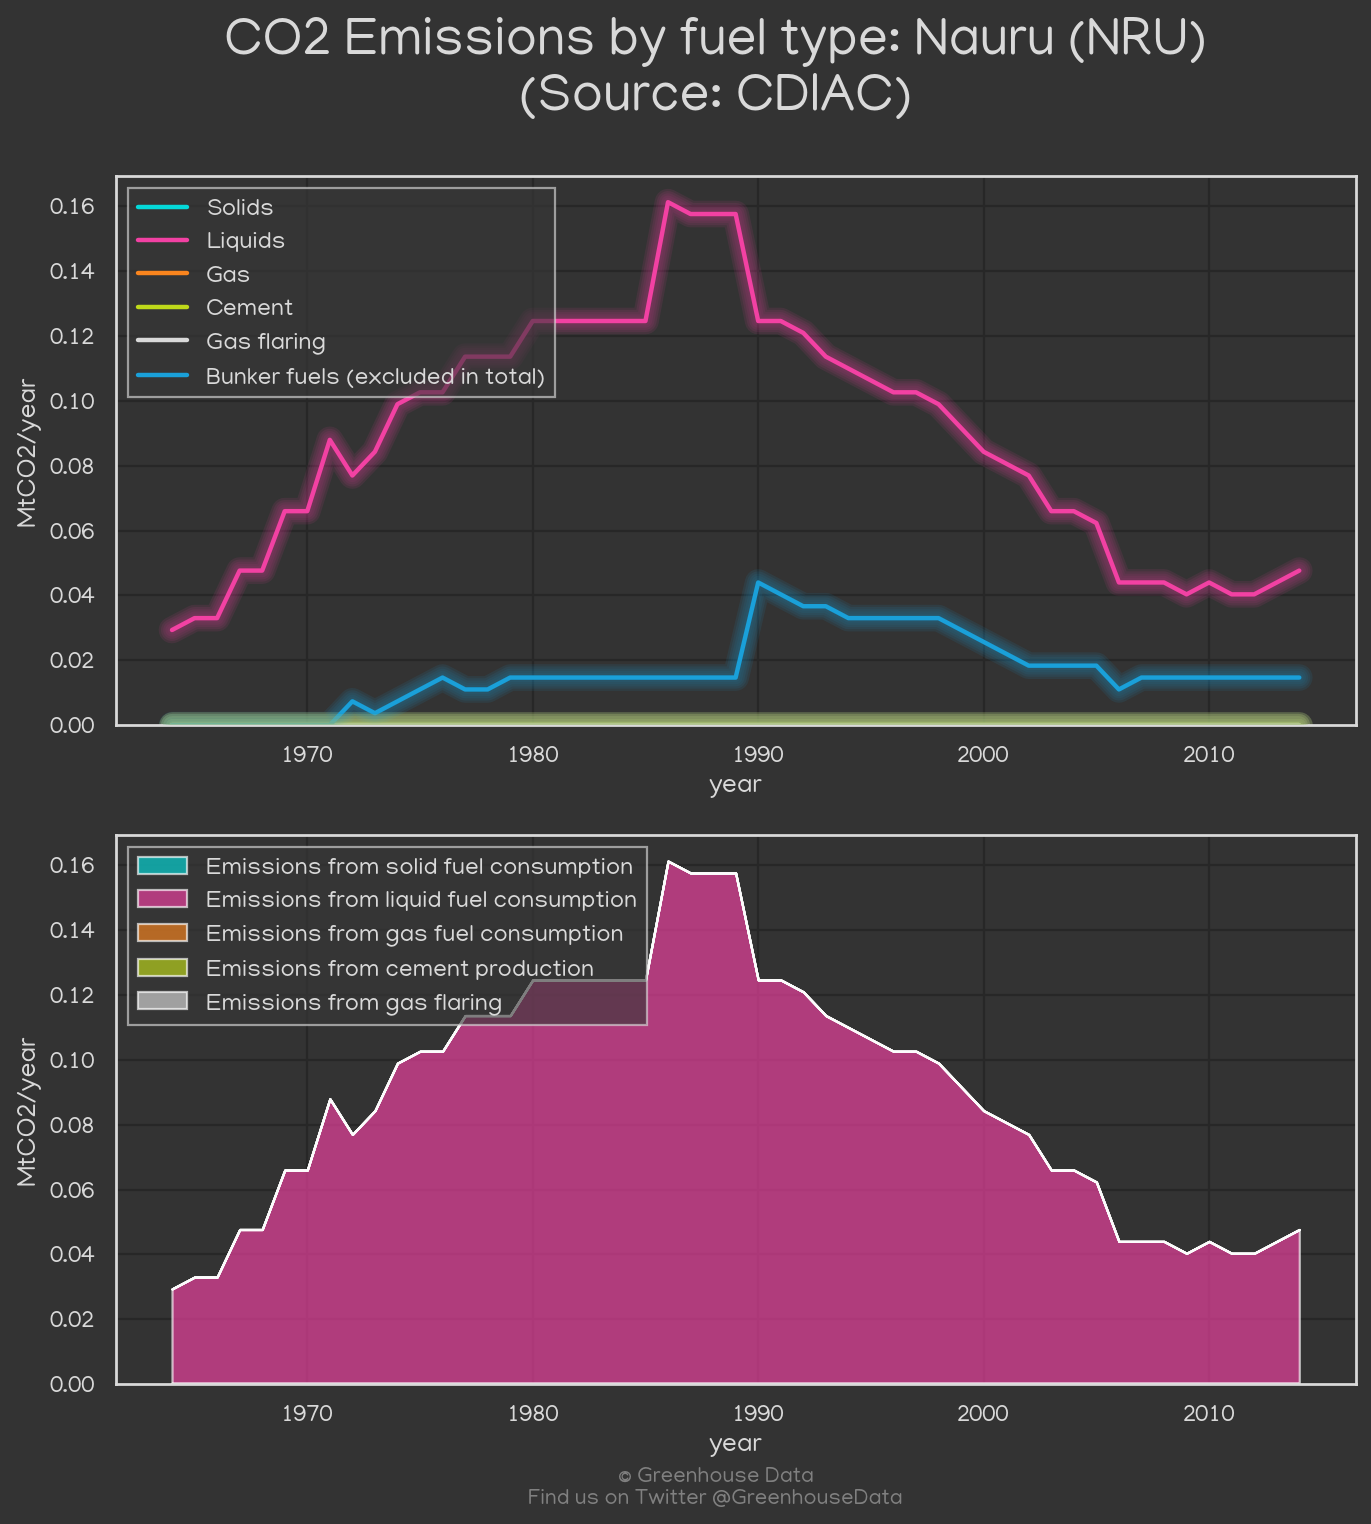 CO2 Emissions by fuel type: Nauru (NRU)
(Source: CDIAC)
Solids
Liquids
Gas
Cement
Gas flaring
Bunker fuels (excluded in total)
0.16
0.14
0.12
0.10
0.08
0.06
0.04
0.02
0.00
MtCO2/year
1970 1980 1990 2000 2010
year
Emissions from solid fuel consumption
Emissions from liquid fuel consumption
Emissions from gas fuel consumption
Emissions from cement production
Emissions from gas flaring
0.16
0.14
0.12
0.10
0.08
0.06
0.04
0.02
0.00
MtCO2/year
1970 1980 1990 2000 2010
year
© Greenhouse Data
Find us on Twitter @GreenhouseData